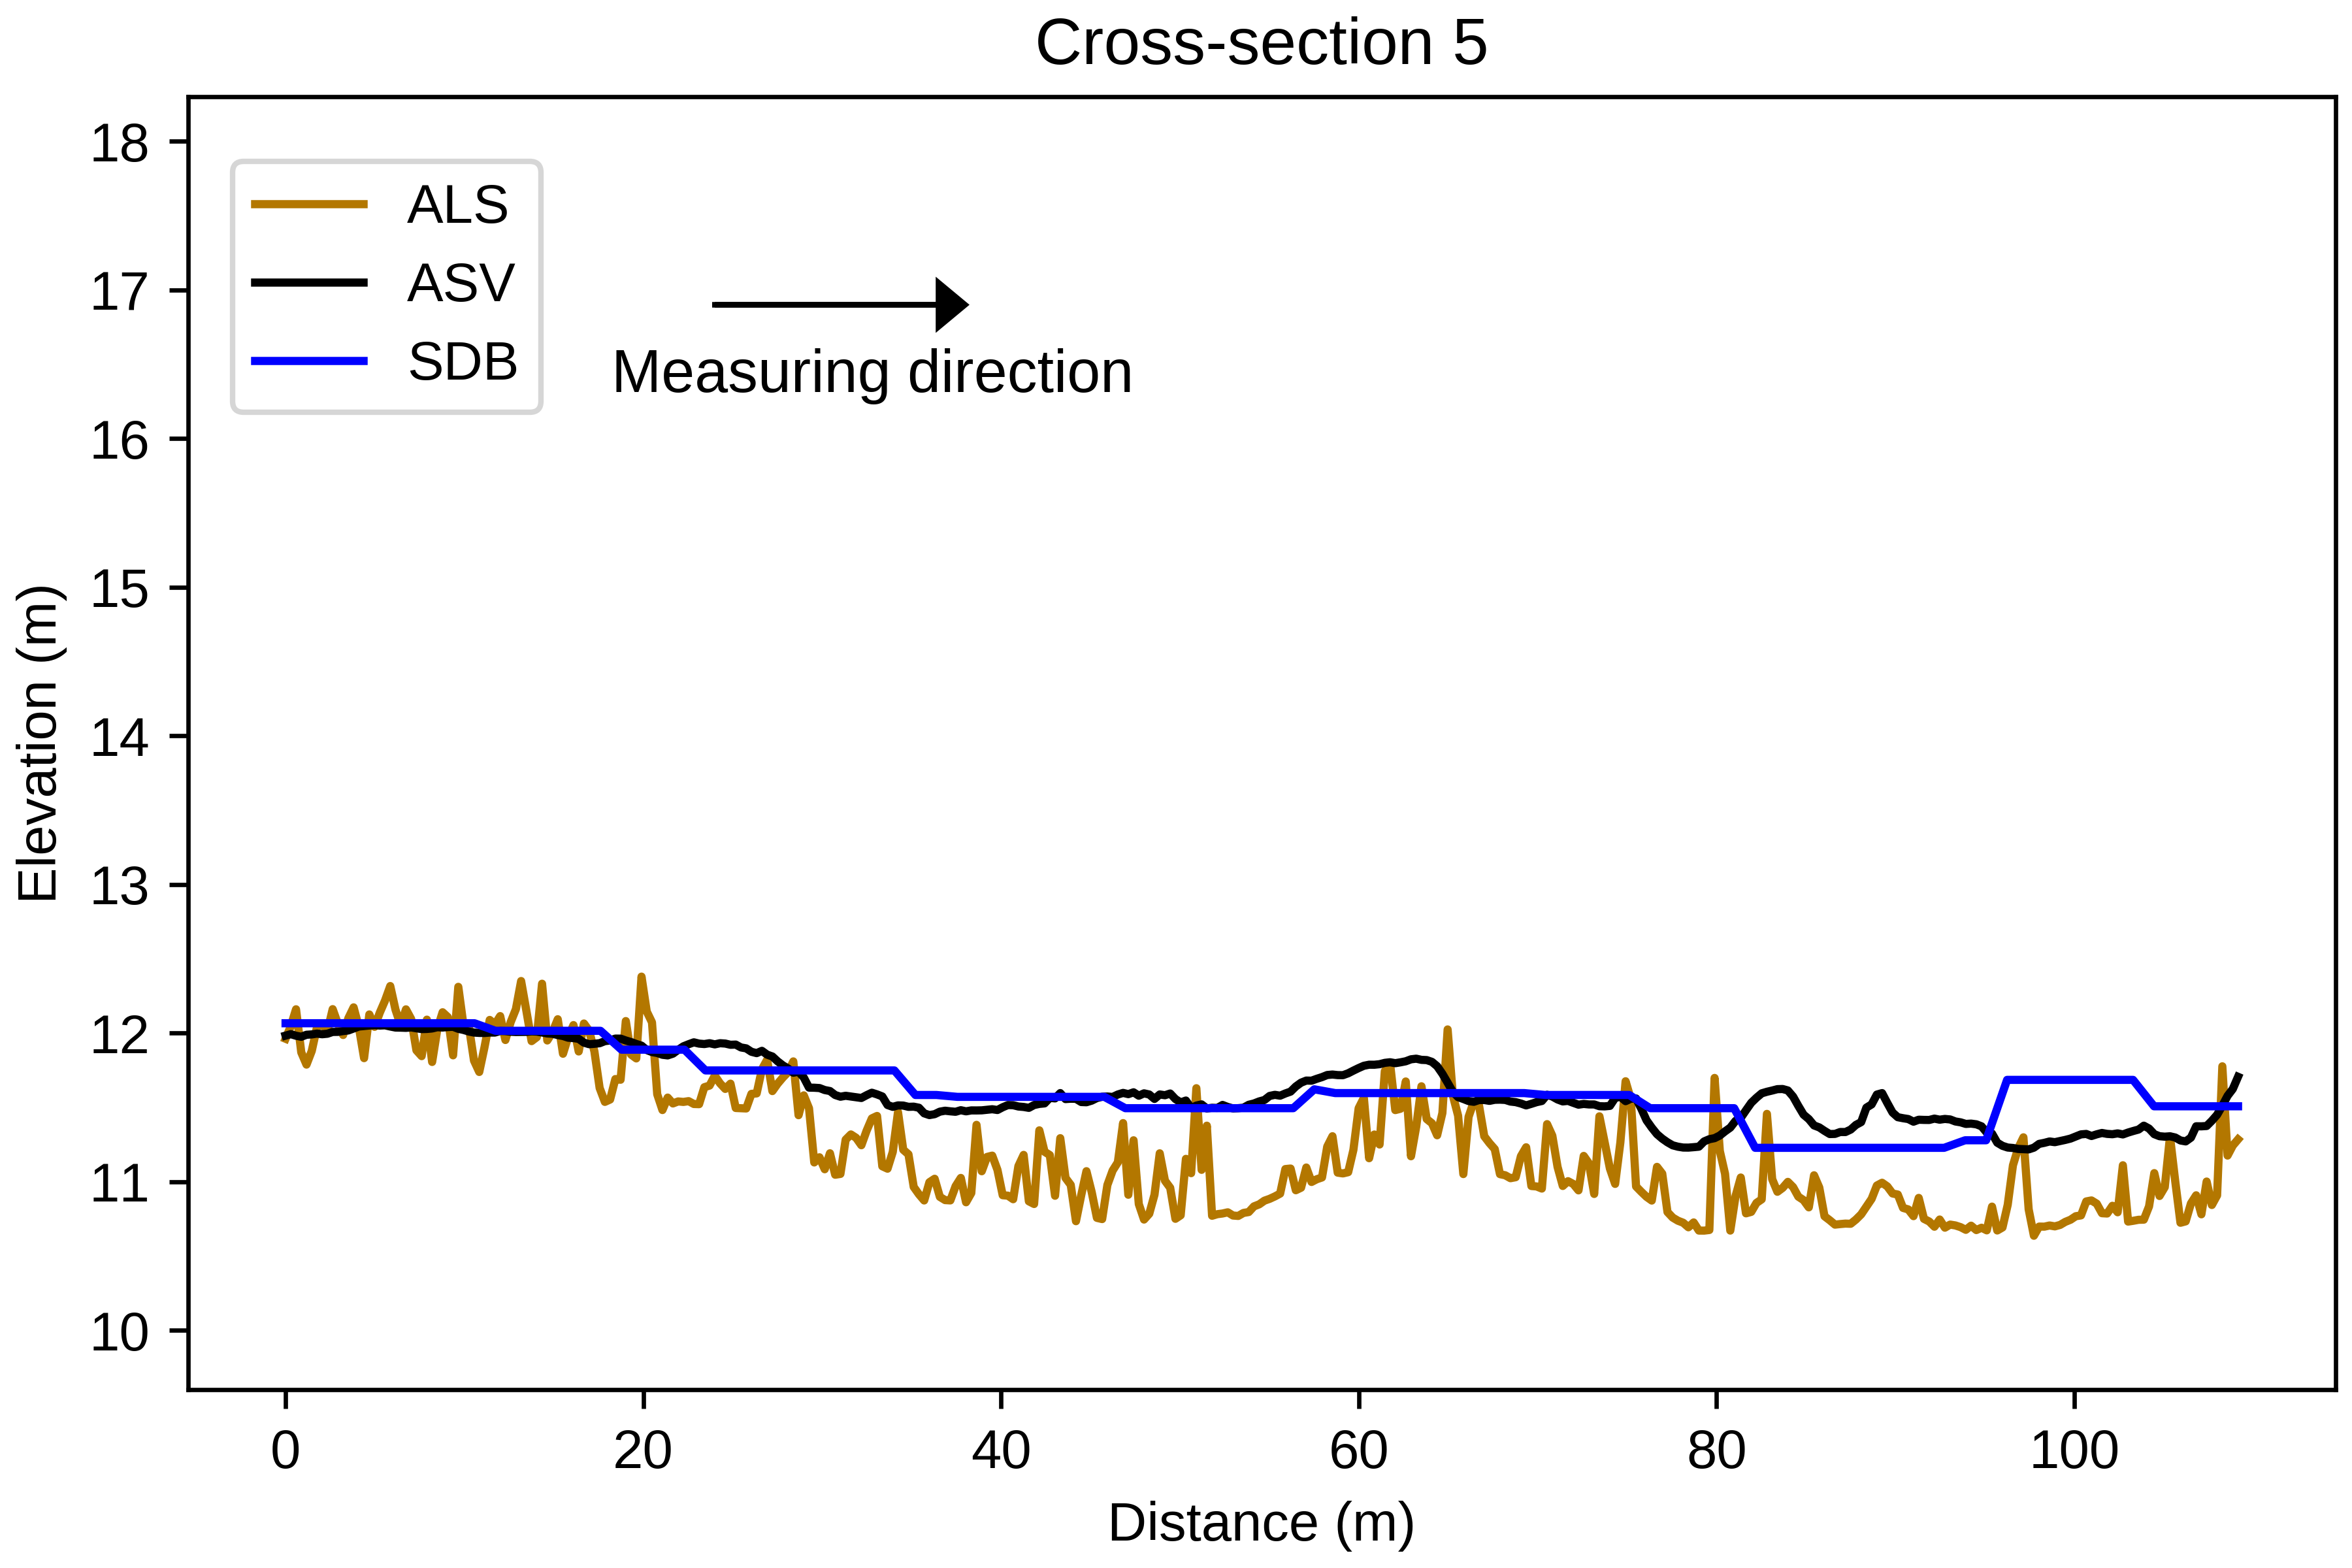 Cross-section 5
18
17
16
15
14
13
12
11
10
Elevation (m)
ALS
ASV
SDB
Measuring direction
0 20 40 60 80 100
Distance (m)